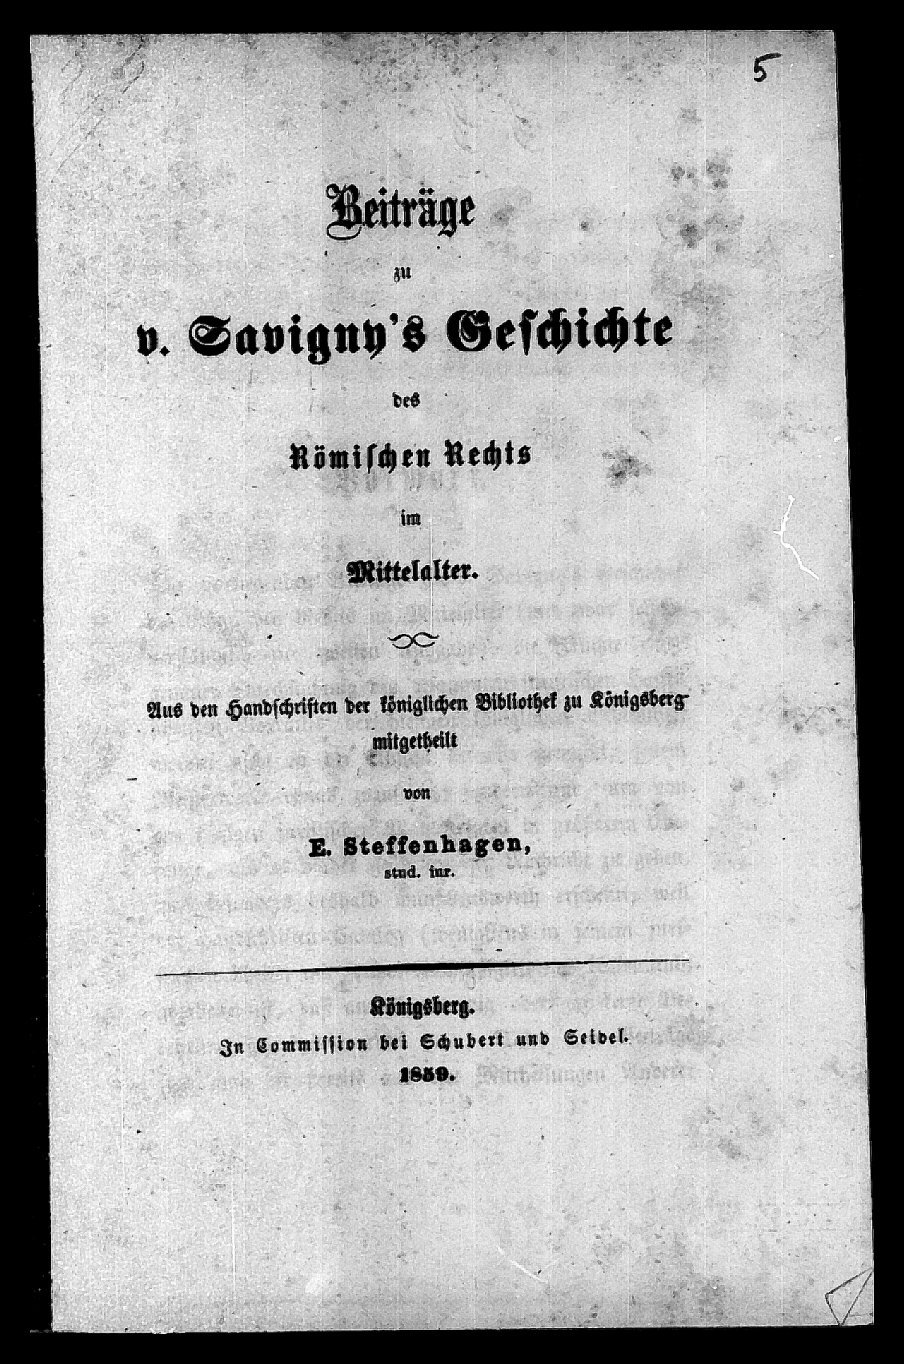 5
Beiträge
zu
v. Savigny's Geschichte
des
Römischen Rechts
im
Mittelalter.
Aus den Handschriften der königlichen Bibliothek zu Königsberg
mitgetheilt
von
E. Steffenhagen,
stud. iur.
Königsberg.
In Commission bei Schubert und Seidel.
1859.